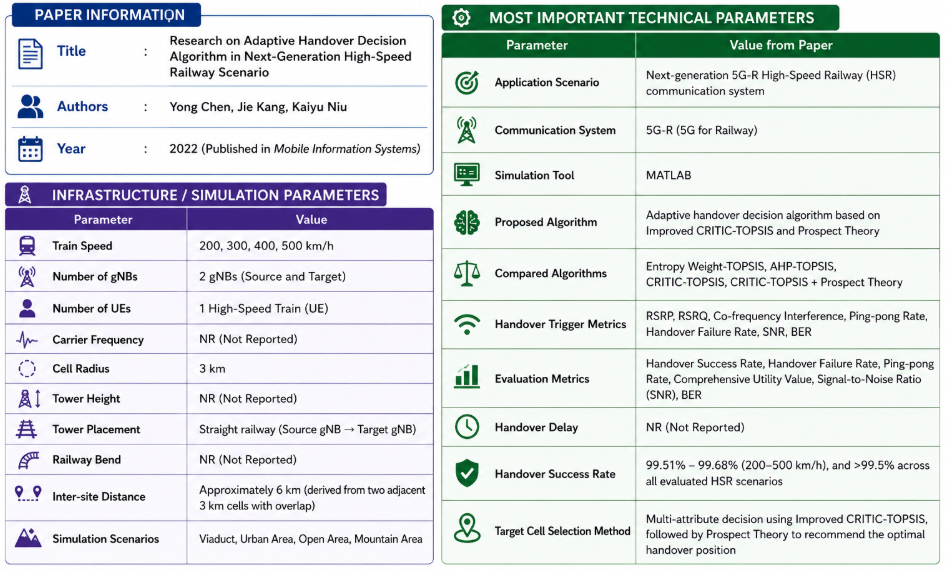 PAPER INFORMATION
Title : Research on Adaptive Handover Decision
Algorithm in Next-Generation High-Speed
Railway Scenario
Authors : Yong Chen, Jie Kang, Kaiyu Niu
Year : 2022 (Published in Mobile Information Systems)
INFRASTRUCTURE / SIMULATION PARAMETERS
Parameter Value
Train Speed 200, 300, 400, 500 km/h
Number of gNBs 2 gNBs (Source and Target)
Number of UEs 1 High-Speed Train (UE)
Carrier Frequency NR (Not Reported)
Cell Radius 3 km
Tower Height NR (Not Reported)
Tower Placement Straight railway (Source gNB → Target gNB)
Railway Bend NR (Not Reported)
Inter-site Distance Approximately 6 km (derived from two adjacent
3 km cells with overlap)
Simulation Scenarios Viaduct, Urban Area, Open Area, Mountain Area
MOST IMPORTANT TECHNICAL PARAMETERS
Parameter Value from Paper
Application Scenario Next-generation 5G-R High-Speed Railway (HSR)
communication system
Communication System 5G-R (5G for Railway)
Simulation Tool MATLAB
Proposed Algorithm Adaptive handover decision algorithm based on
Improved CRITIC-TOPSIS and Prospect Theory
Compared Algorithms Entropy Weight-TOPSIS, AHP-TOPSIS,
CRITIC-TOPSIS, CRITIC-TOPSIS + Prospect Theory
Handover Trigger Metrics RSRP, RSRQ, Co-frequency Interference, Ping-pong Rate,
Handover Failure Rate, SNR, BER
Evaluation Metrics Handover Success Rate, Handover Failure Rate, Ping-pong
Rate, Comprehensive Utility Value, Signal-to-Noise Ratio
(SNR), BER
Handover Delay NR (Not Reported)
Handover Success Rate 99.51% – 99.68% (200–500 km/h), and >99.5% across
all evaluated HSR scenarios
Target Cell Selection Method Multi-attribute decision using Improved CRITIC-TOPSIS,
followed by Prospect Theory to recommend the optimal
handover position